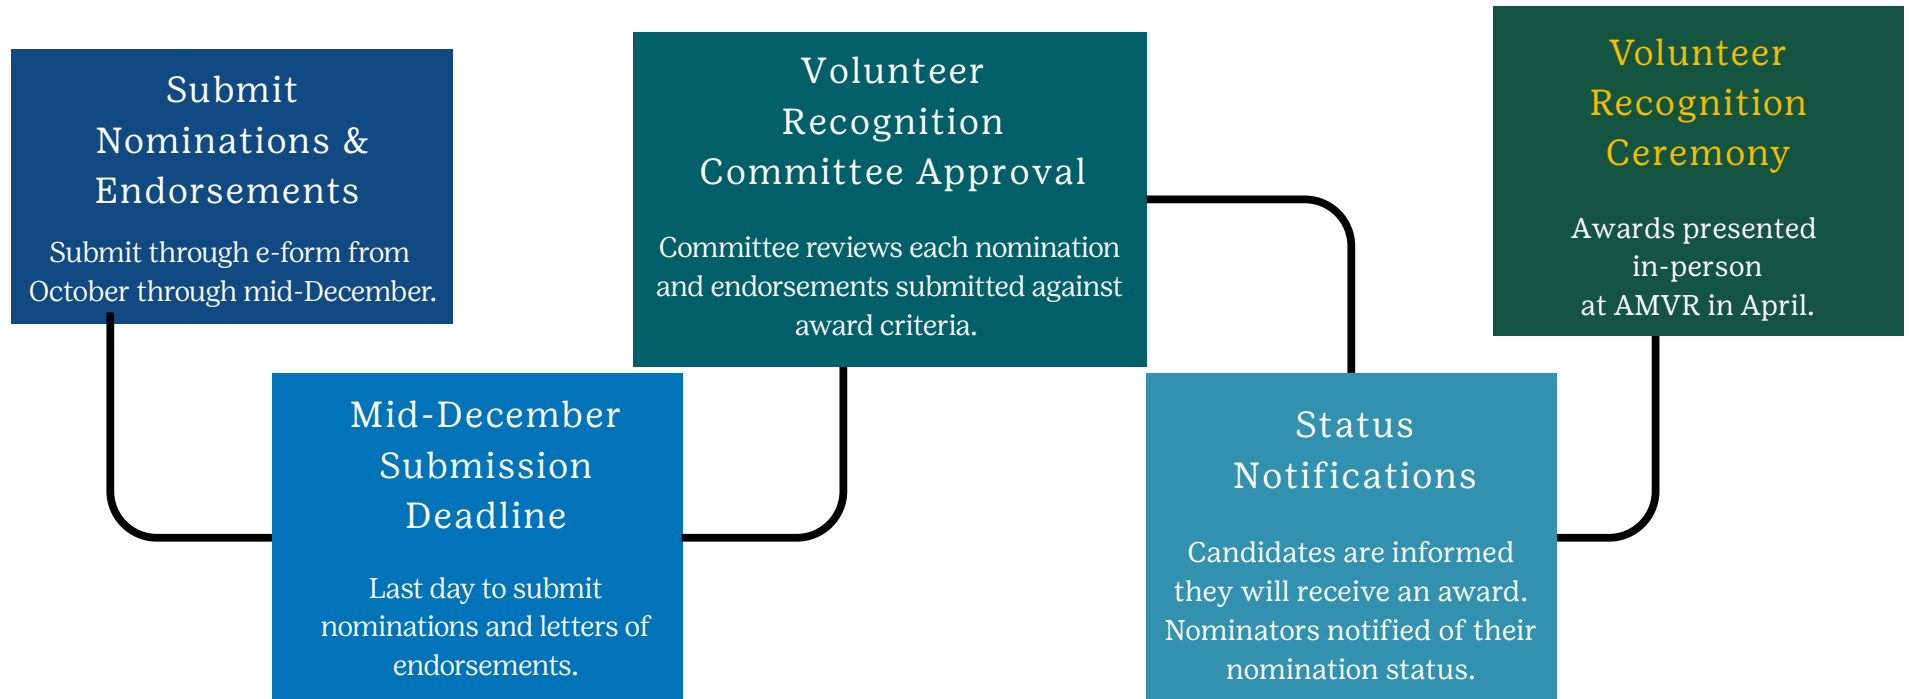 Submit
Nominations &
Endorsements
Submit through e-form from
October through mid-December.
Mid-December
Submission
Deadline
Last day to submit
nominations and letters of
endorsements.
Volunteer
Recognition
Committee Approval
Committee reviews each nomination
and endorsements submitted against
award criteria.
Status
Notifications
Candidates are informed
they will receive an award.
Nominators notified of their
nomination status.
Volunteer
Recognition
Ceremony
Awards presented
in-person
at AMVR in April.